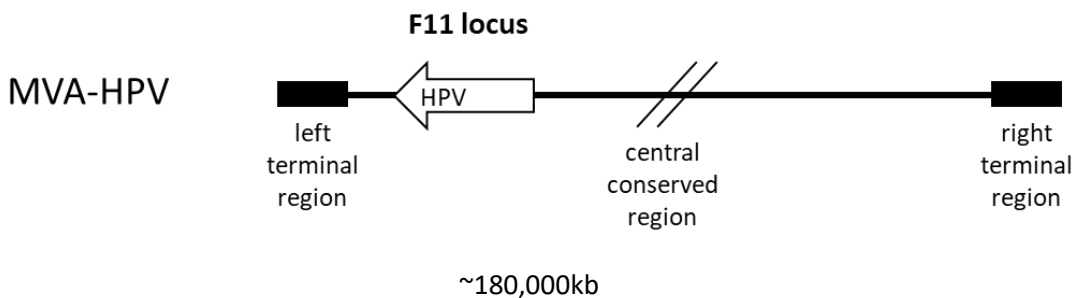 F11 locus
MVA-HPV
HPV
left
terminal
region
central
conserved
region
right
terminal
region
~180,000kb